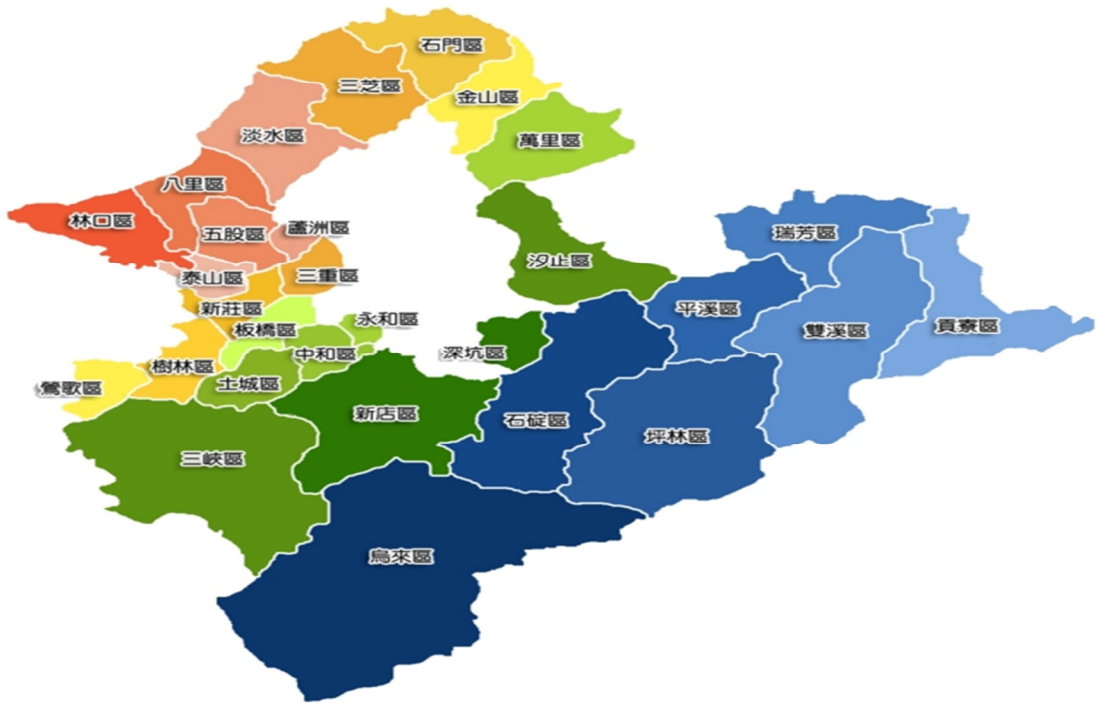 石門區
三芝區
金山區
淡水區
萬里區
八里區
林口區
五股區
蘆洲區
瑞芳區
汐止區
泰山區
三重區
新莊區
平溪區
永和區
板橋區
雙溪區
貢寮區
中和區
深坑區
樹林區
土城區
鶯歌區
新店區
石碇區
坪林區
三峽區
烏來區